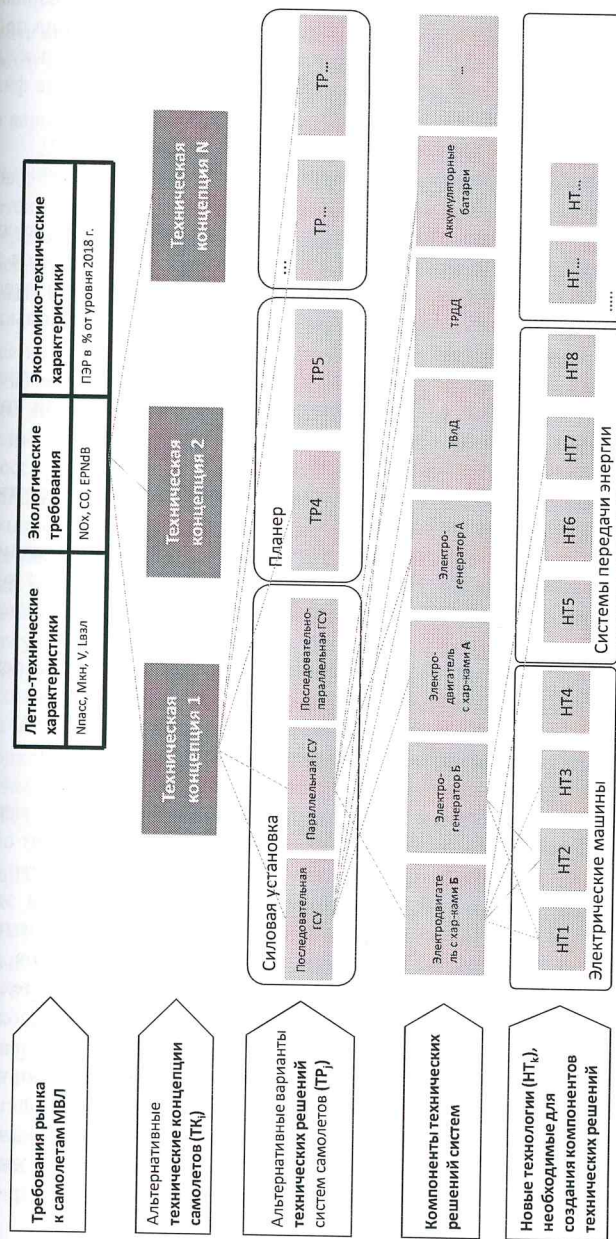 Требования рынка
к самолетам МВЛ
Летно-технические
характеристики
Экологические
требования
Экономико-технические
характеристики
Nпасс, Мкн, V, Lвзл
NOx, CO, EPNdB
ПЭР в % от уровня 2018 г.
Альтернативные
технические концепции
самолетов (ТКi)
Техническая
концепция 1
Техническая
концепция 2
Техническая
концепция N
Альтернативные варианты
технических решений
систем самолетов (ТРj)
Силовая установка
Последовательная
ГСУ
Параллельная ГСУ
Последовательно-
параллельная ГСУ
Планер
ТР4
ТР5
...
ТР...
ТР...
Компоненты технических
решений систем
Электродвигате
ль с хар-ками Б
Электро-
генератор Б
Электро-
двигатель
с хар-ками А
Электро-
генератор А
ТВлД
ТРДД
Аккумуляторные
батареи
...
Новые технологии (НТk),
необходимые для
создания компонентов
технических решений
НТ1
НТ2
НТ3
НТ4
Электрические машины
НТ5
НТ6
НТ7
НТ8
Системы передачи энергии
НТ...
НТ...
.....